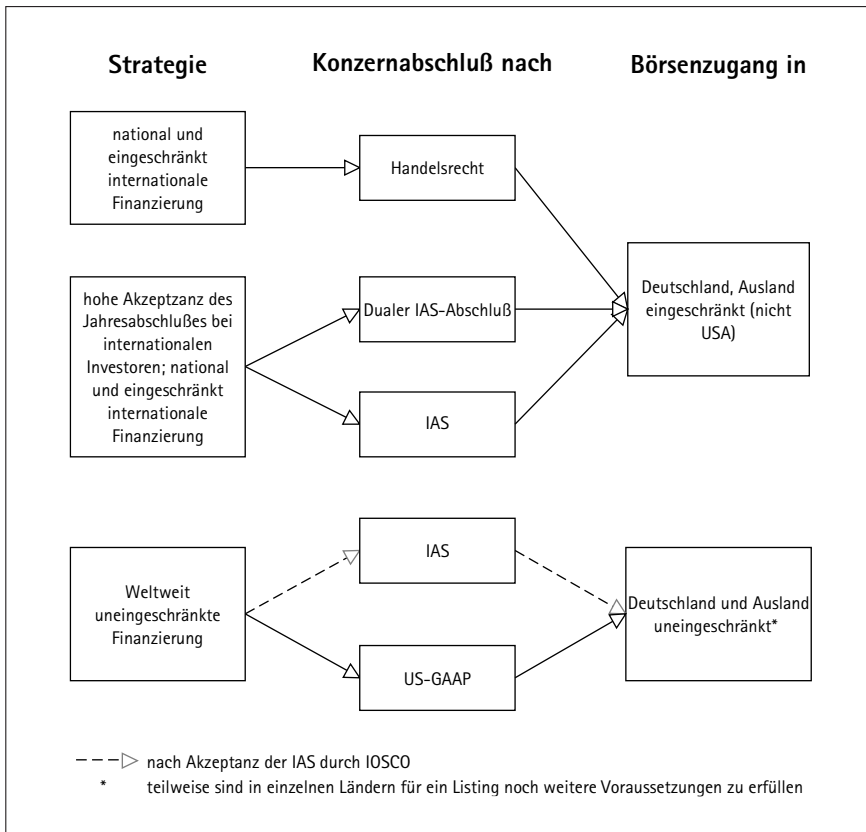 Strategie
Konzernabschluß nach
Börsenzugang in
national und
eingeschränkt
internationale
Finanzierung
Handelsrecht
hohe Akzeptzanz des
Jahresabschlußes bei
internationalen
Investoren; national
und eingeschränkt
internationale
Finanzierung
Dualer IAS-Abschluß
IAS
Deutschland, Ausland
eingeschränkt (nicht
USA)
Weltweit
uneingeschränkte
Finanzierung
IAS
US-GAAP
Deutschland und Ausland
uneingeschränkt*
nach Akzeptanz der IAS durch IOSCO
* teilweise sind in einzelnen Ländern für ein Listing noch weitere Voraussetzungen zu erfüllen